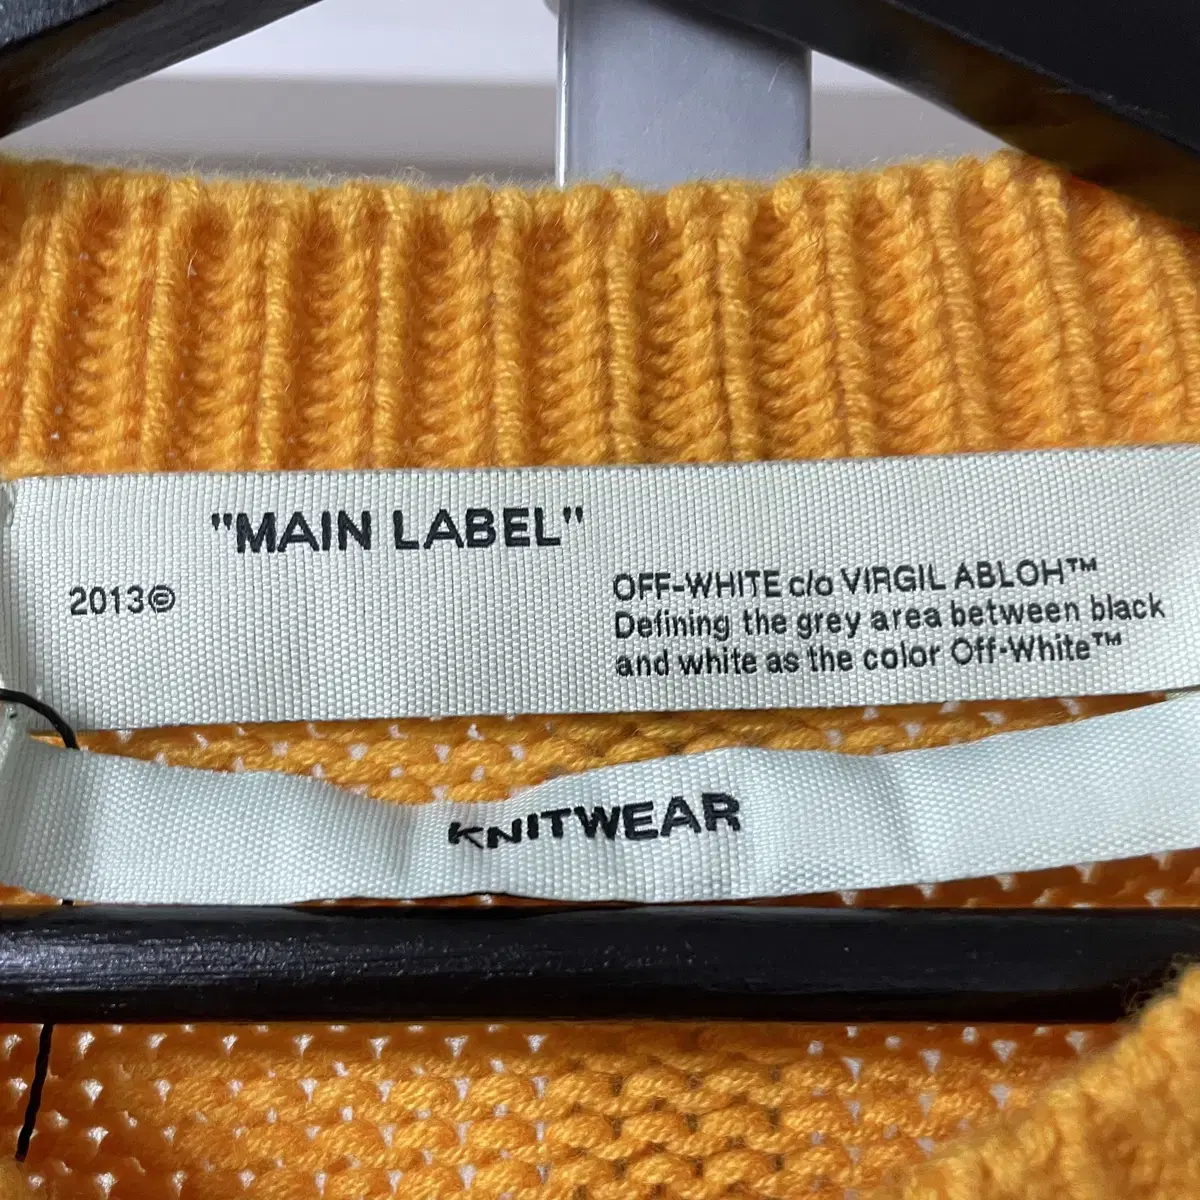 "MAIN LABEL"
2013©
OFF-WHITE c/o VIRGIL ABLOH™
Defining the grey area between black
and white as the color Off-White™
KNITWEAR